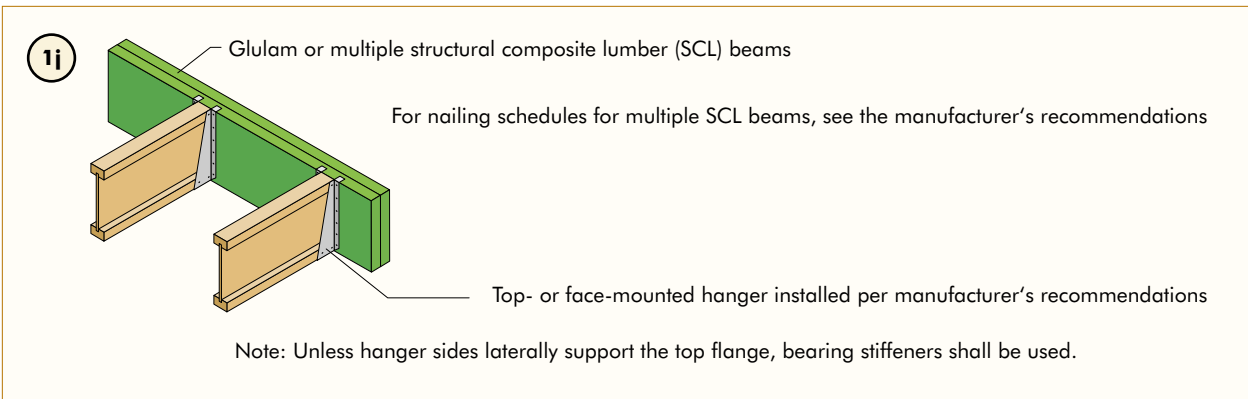 1j
Glulam or multiple structural composite lumber (SCL) beams
For nailing schedules for multiple SCL beams, see the manufacturer‘s recommendations
Top- or face-mounted hanger installed per manufacturer‘s recommendations
Note: Unless hanger sides laterally support the top flange, bearing stiffeners shall be used.